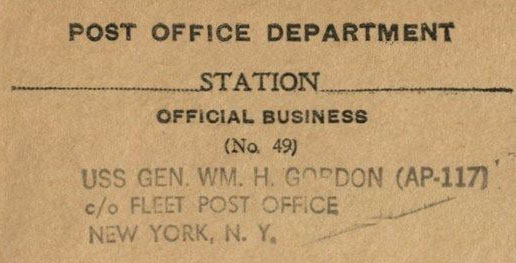 POST OFFICE DEPARTMENT
STATION
OFFICIAL BUSINESS
(No. 49)
USS GEN. WM. H. GORDON (AP-117)
c/o FLEET POST OFFICE
NEW YORK, N. Y.